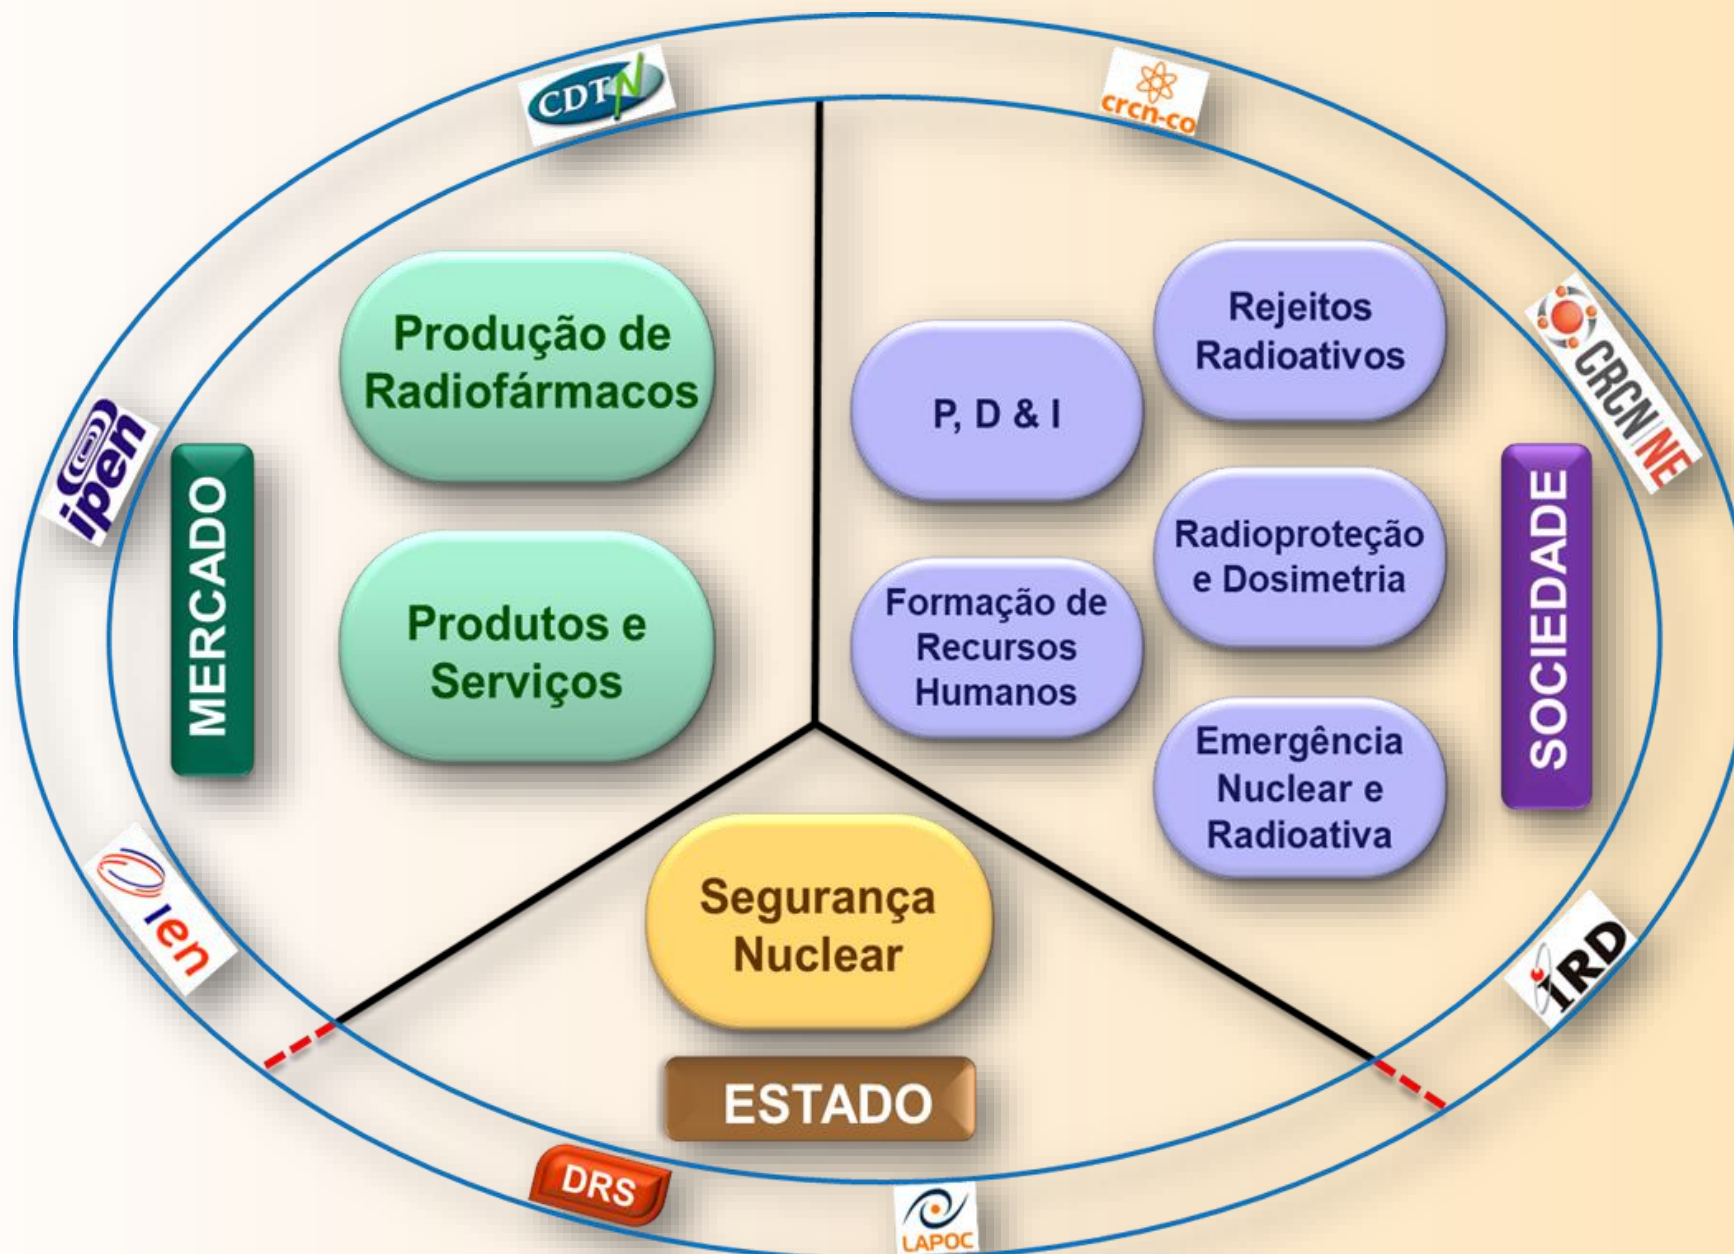 CDTN
crcn-co
CRCN NE
ipen
MERCADO
Produção de
Radiofármacos
Produtos e
Serviços
P, D & I
Formação de
Recursos
Humanos
Rejeitos
Radioativos
Radioproteção
e Dosimetria
Emergência
Nuclear e
Radioativa
SOCIEDADE
ien
Segurança
Nuclear
ESTADO
IRD
DRS
LAPOC